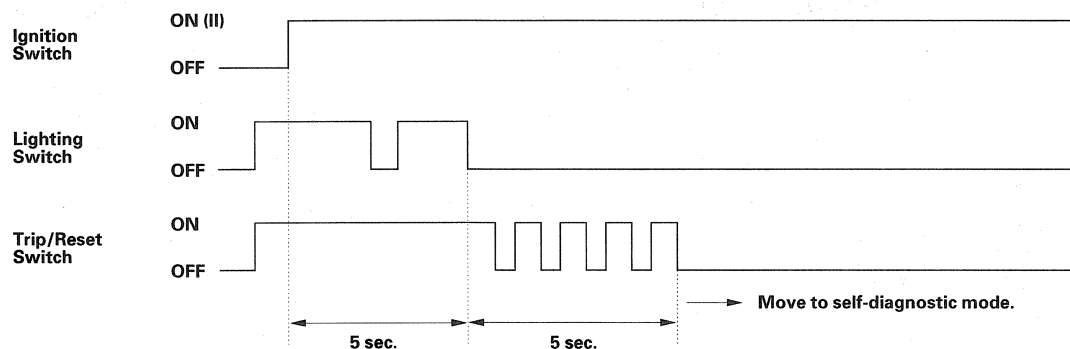 Ignition
Switch
ON (II)
OFF
Lighting
Switch
ON
OFF
Trip/Reset
Switch
ON
OFF
Move to self-diagnostic mode.
5 sec.
5 sec.